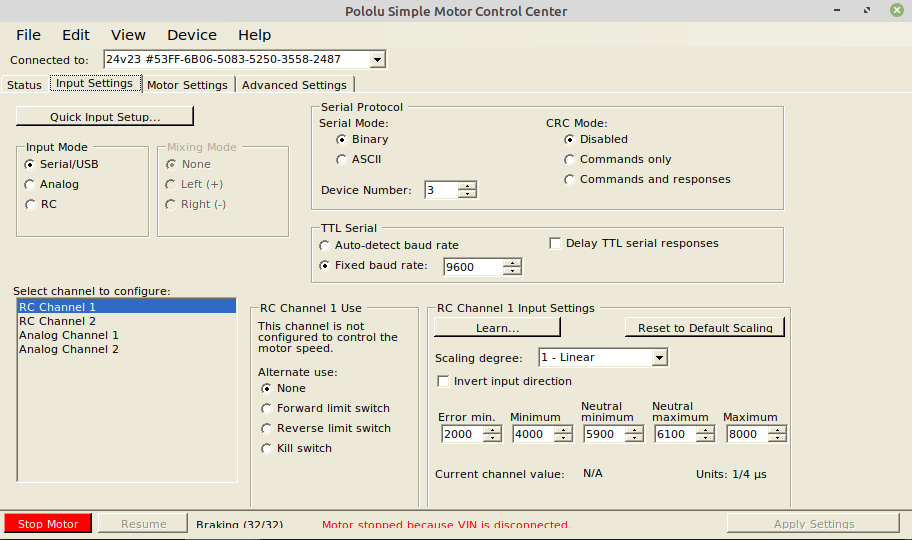 Pololu Simple Motor Control Center
File Edit View Device Help
Connected to: 24v23 #53FF-6B06-5083-5250-3558-2487
Status Input Settings Motor Settings Advanced Settings
Quick Input Setup...
Input Mode
Serial/USB
Analog
RC
Mixing Mode
None
Left (+)
Right (-)
Serial Protocol
Serial Mode:
Binary
ASCII
Device Number: 3
CRC Mode:
Disabled
Commands only
Commands and responses
TTL Serial
Auto-detect baud rate
Fixed baud rate: 9600
Delay TTL serial responses
Select channel to configure:
RC Channel 1
RC Channel 2
Analog Channel 1
Analog Channel 2
RC Channel 1 Use
This channel is not
configured to control the
motor speed.
Alternate use:
None
Forward limit switch
Reverse limit switch
Kill switch
RC Channel 1 Input Settings
Learn... Reset to Default Scaling
Scaling degree: 1 - Linear
Invert input direction
Error min. Minimum Neutral minimum Neutral maximum Maximum
2000 4000 5900 6100 8000
Current channel value: N/A Units: 1/4 µs
Stop Motor Resume Braking (32/32) Motor stopped because VIN is disconnected. Apply Settings